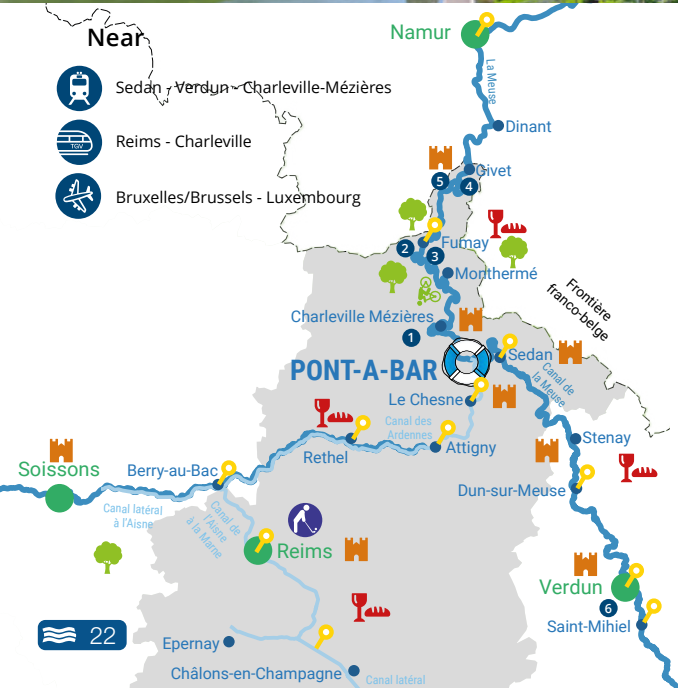 Near
Sedan - Verdun - Charleville-Mézières
TGV
Reims - Charleville
Bruxelles/Brussels - Luxembourg
Namur
La Meuse
Dinant
Givet
5
4
Fumay
2
3
Monthermé
Frontière
franco-belge
Charleville Mézières
1
PONT-A-BAR
Sedan
Canal de
la Meuse
Le Chesne
Canal des
Ardennes
Stenay
Rethel
Attigny
Soissons
Berry-au-Bac
Dun-sur-Meuse
Canal latéral
à l'Aisne
Canal de
l'Aisne
à la Marne
Reims
Verdun
6
Saint-Mihiel
22
Epernay
Châlons-en-Champagne
Canal latéral